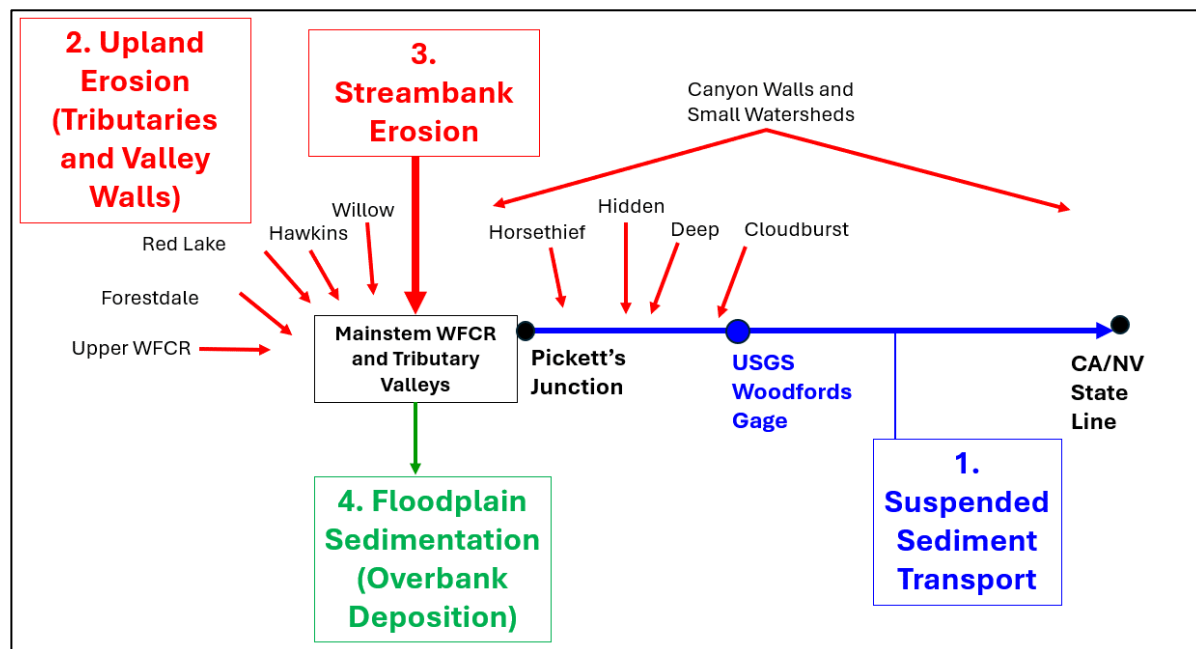 2. Upland
Erosion
(Tributaries
and Valley
Walls)
3.
Streambank
Erosion
Canyon Walls and
Small Watersheds
Willow
Hawkins
Red Lake
Forestdale
Upper WFCR
Horsethief
Hidden
Deep
Cloudburst
Mainstem WFCR
and Tributary
Valleys
Pickett’s
Junction
USGS
Woodfords
Gage
CA/NV
State
Line
4. Floodplain
Sedimentation
(Overbank
Deposition)
1.
Suspended
Sediment
Transport